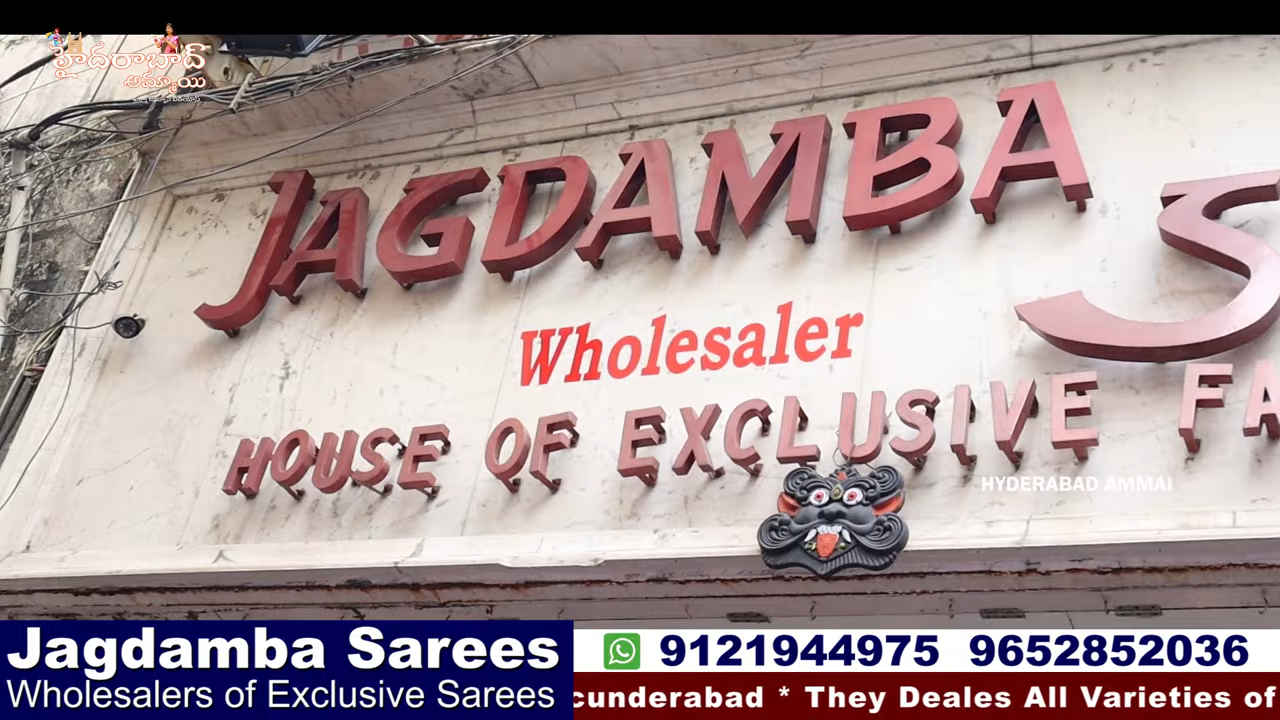 హైదరాబాద్
అమ్మాయి
JAGDAMBA S
Wholesaler
HOUSE OF EXCLUSIVE FA
HYDERABAD AMMAI
Jagdamba Sarees
Wholesalers of Exclusive Sarees
9121944975 9652852036
cunderabad * They Deales All Varieties of